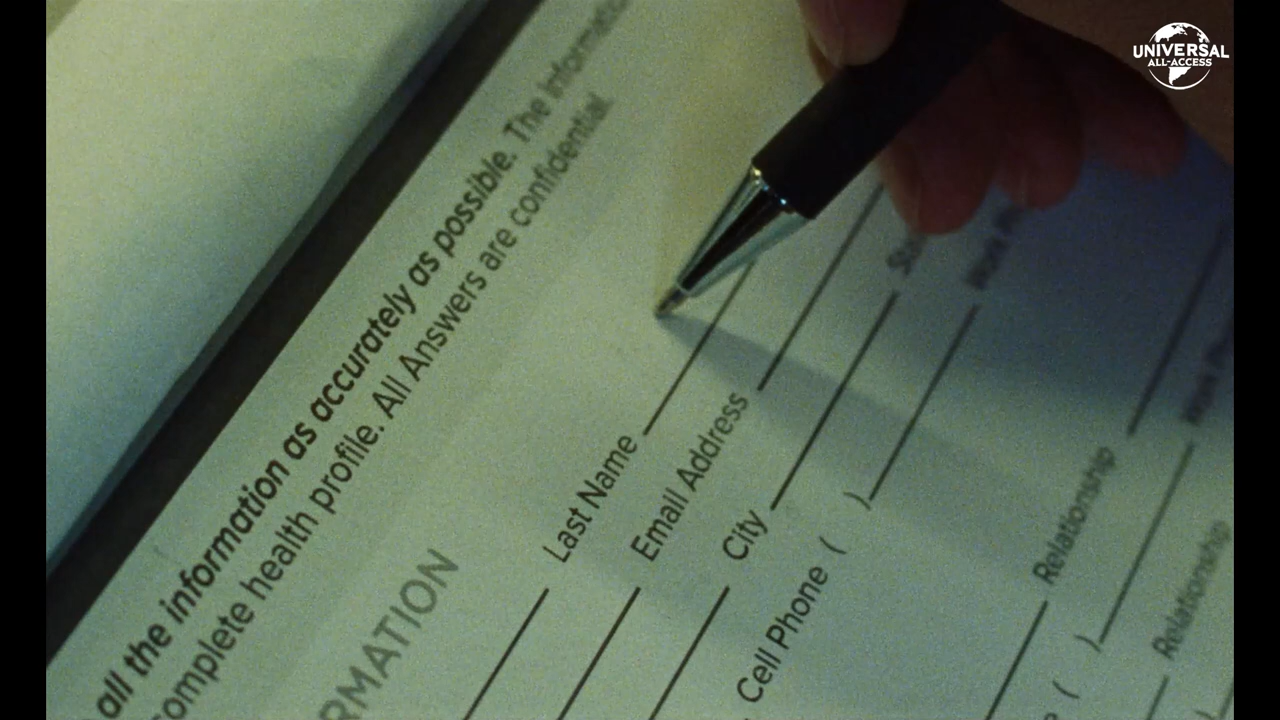 UNIVERSAL
ALL-ACCESS
all the information as accurately as possible. The information
complete health profile. All Answers are confidential.
RMATION
Last Name
Email Address
City
Cell Phone ( )
Relationship
( )
Relationship